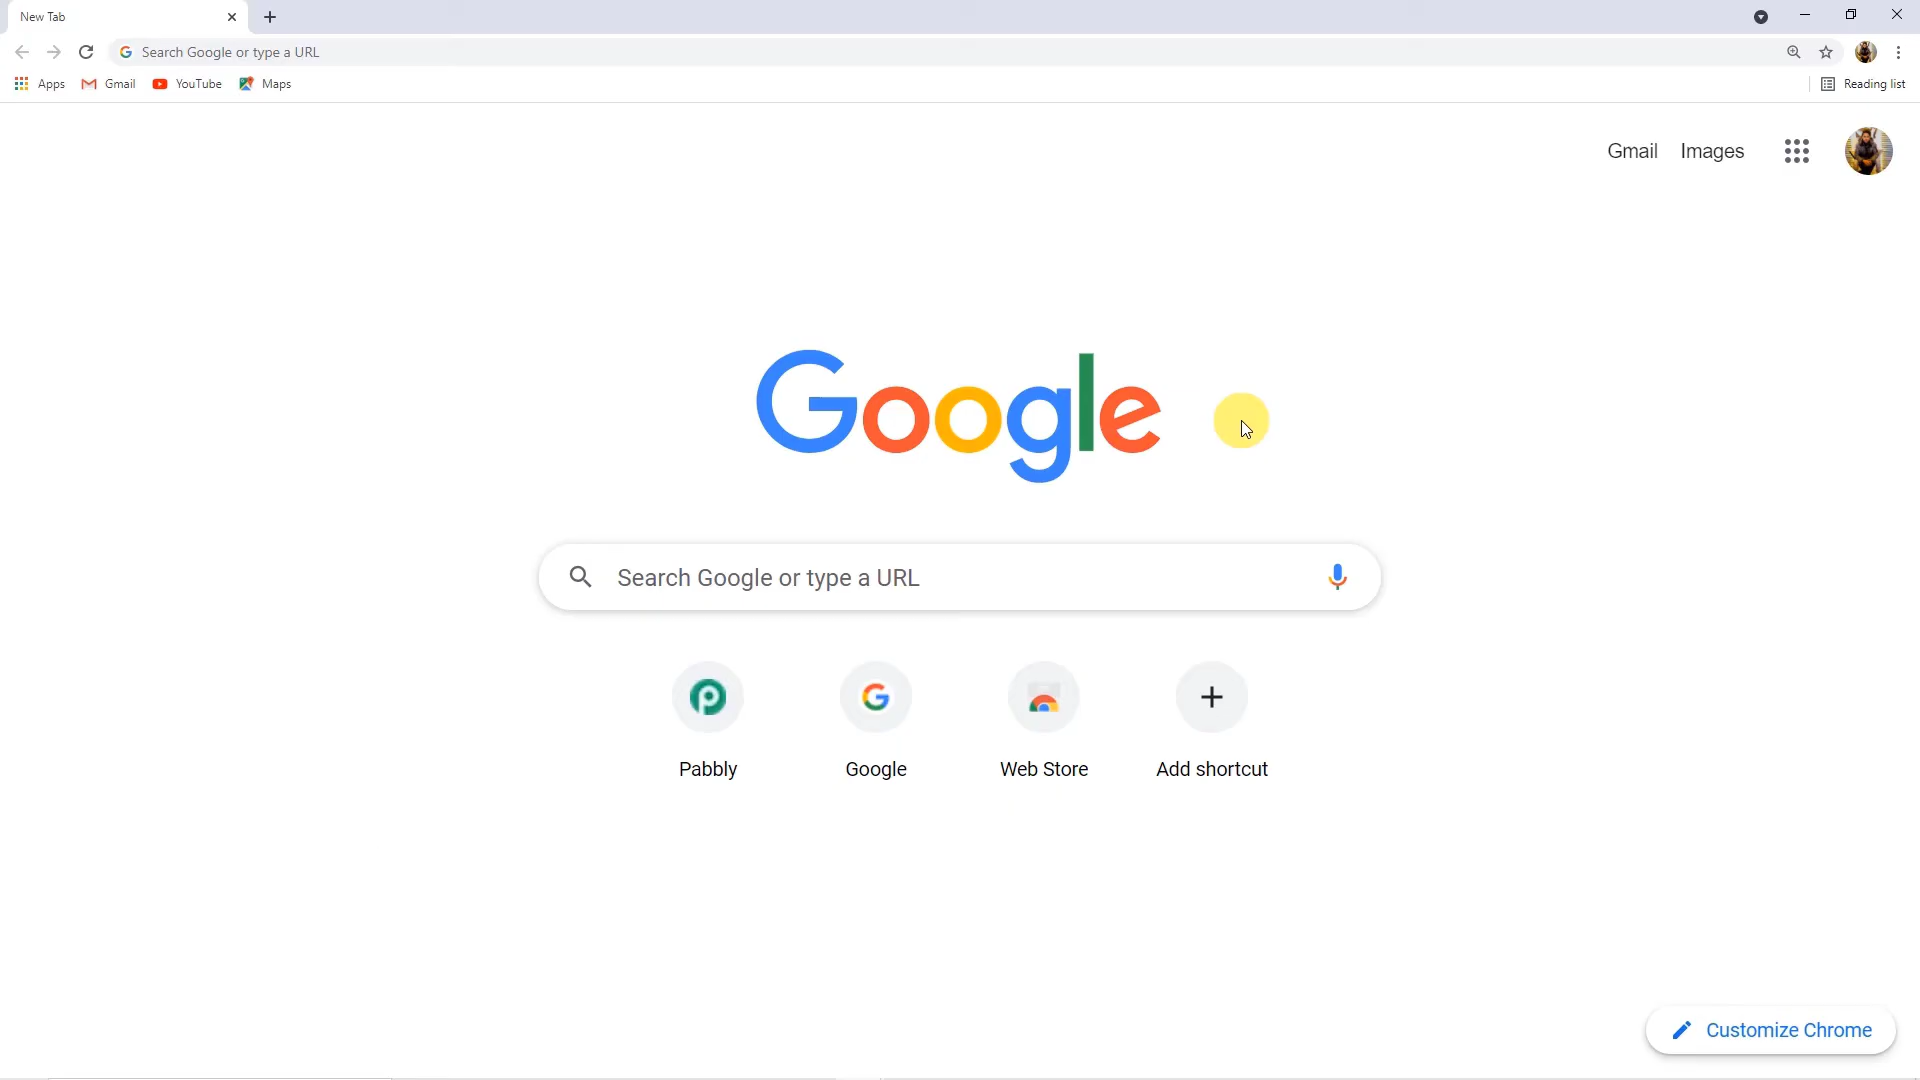 New Tab
Search Google or type a URL
Apps Gmail YouTube Maps Reading list
Gmail Images
Google
Search Google or type a URL
Pabbly Google Web Store Add shortcut
Customize Chrome